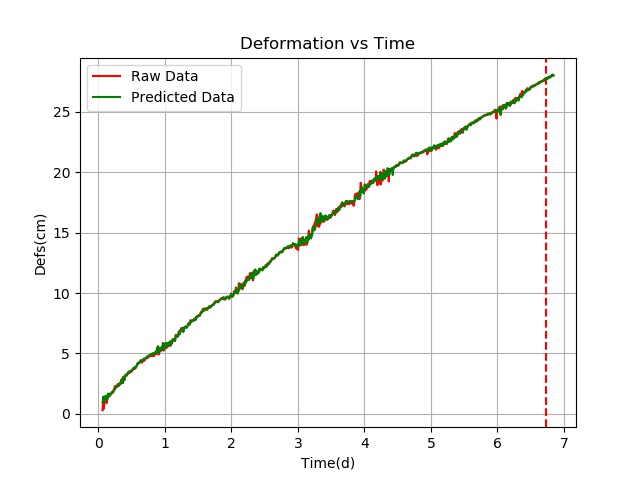 Deformation vs Time
Raw Data
Predicted Data
Defs(cm)
25
20
15
10
5
0
0 1 2 3 4 5 6 7
Time(d)